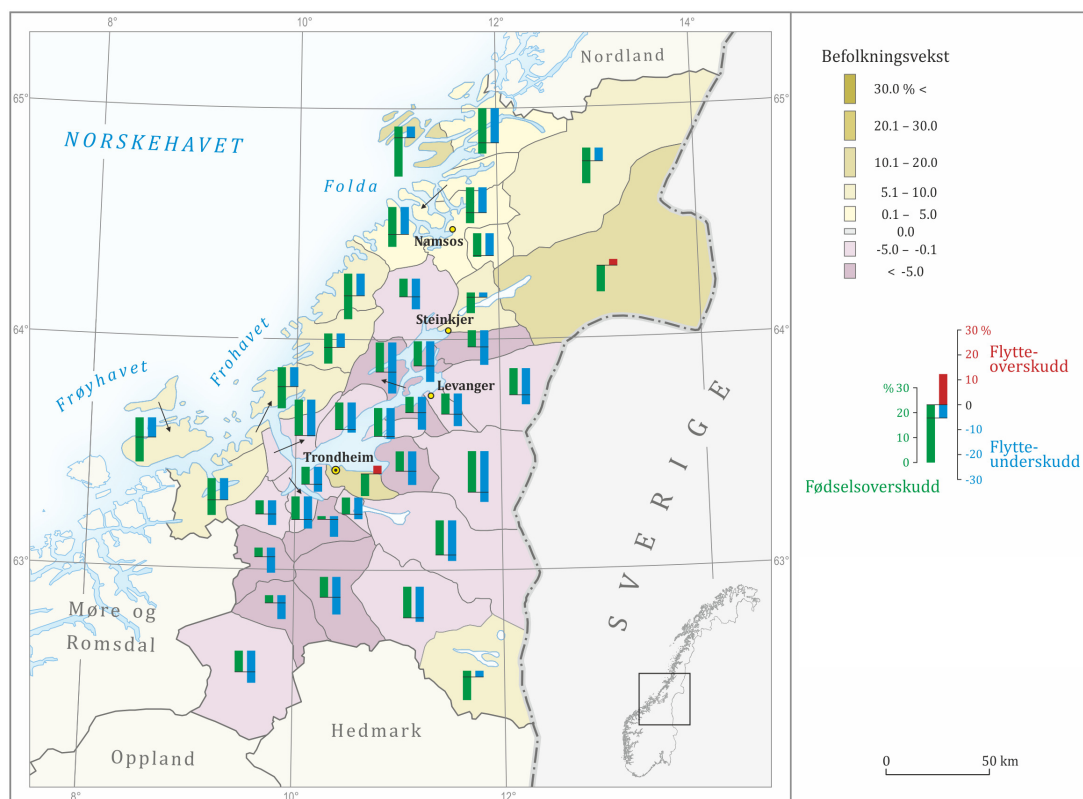 8°
12°
14°
Nordland
65°
65°
NORSKEHAVET
Folda
Namsos
64°
64°
Steinkjer
Frohavet
Frøyhavet
Levanger
Trondheim
SVERIGE
63°
63°
Møre og
Romsdal
Hedmark
Oppland
8°
10°
12°
Befolkningsvekst
30.0 % <
20.1 – 30.0
10.1 – 20.0
5.1 – 10.0
0.1 – 5.0
0.0
-5.0 – -0.1
< -5.0
30 %
20
10
0
-10
-20
-30
Flytte-
overskudd
Flytte-
underskudd
% 30
20
10
0
Fødselsoverskudd
0
50 km